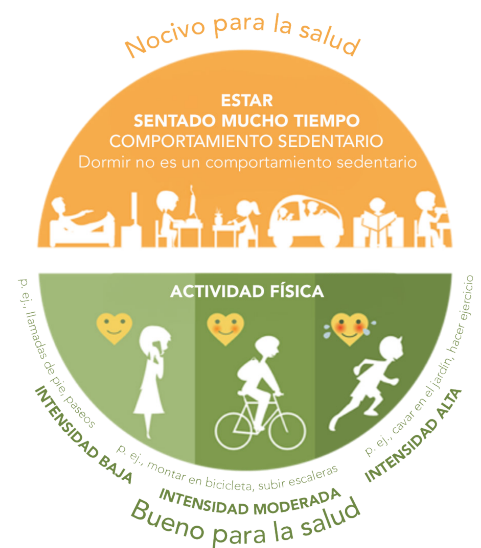 Nocivo para la salud
ESTAR
SENTADO MUCHO TIEMPO
COMPORTAMIENTO SEDENTARIO
Dormir no es un comportamiento sedentario
ACTIVIDAD FÍSICA
p. ej., llamadas de pie, paseos
INTENSIDAD BAJA
p. ej., montar en bicicleta, subir escaleras
INTENSIDAD MODERADA
p. ej., cavar en el jardín, hacer ejercicio
INTENSIDAD ALTA
Bueno para la salud